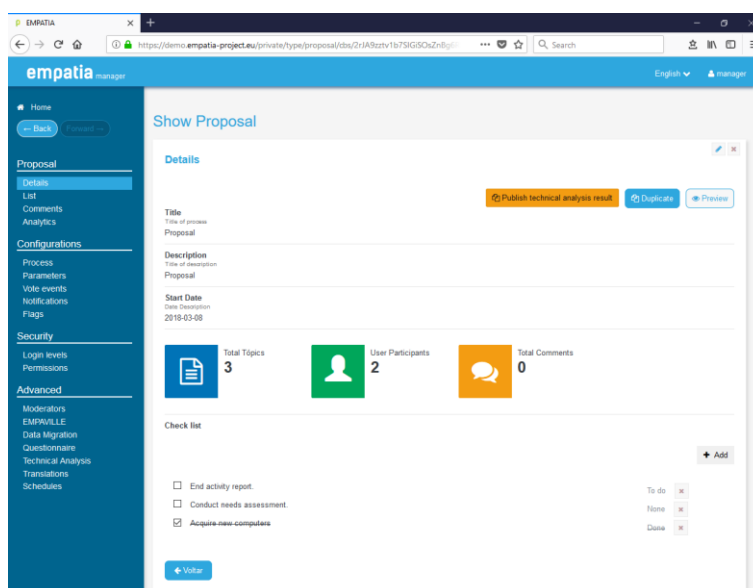 EMPATIA
https://demo.empatia-project.eu/private/type/proposal/cbs/
Search
empatia manager
English
manager
Home
Back
Forward
Proposal
Details
List
Comments
Analytics
Configurations
Process
Parameters
Vote events
Notifications
Flags
Security
Login levels
Permissions
Advanced
Moderators
EMPAVILLE
Data Migration
Questionnaire
Technical Analysis
Translations
Schedules
Show Proposal
Details
Publish technical analysis result
Duplicate
Preview
Title
Title of process
Proposal
Description
Title of description
Proposal
Start Date
Date Description
2018-03-08
Total Tópics
3
User Participants
2
Total Comments
0
Check list
+ Add
End activity report.
To do
Conduct needs assessment.
None
Acquire new computers
Done
Voltar